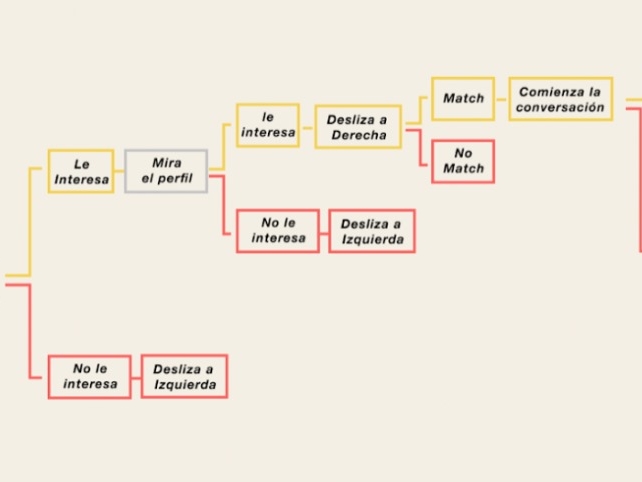 Le
Interesa
Mira
el perfil
le
interesa
Desliza a
Derecha
Match
Comienza la
conversación
No
Match
No le
interesa
Desliza a
Izquierda
No le
interesa
Desliza a
Izquierda